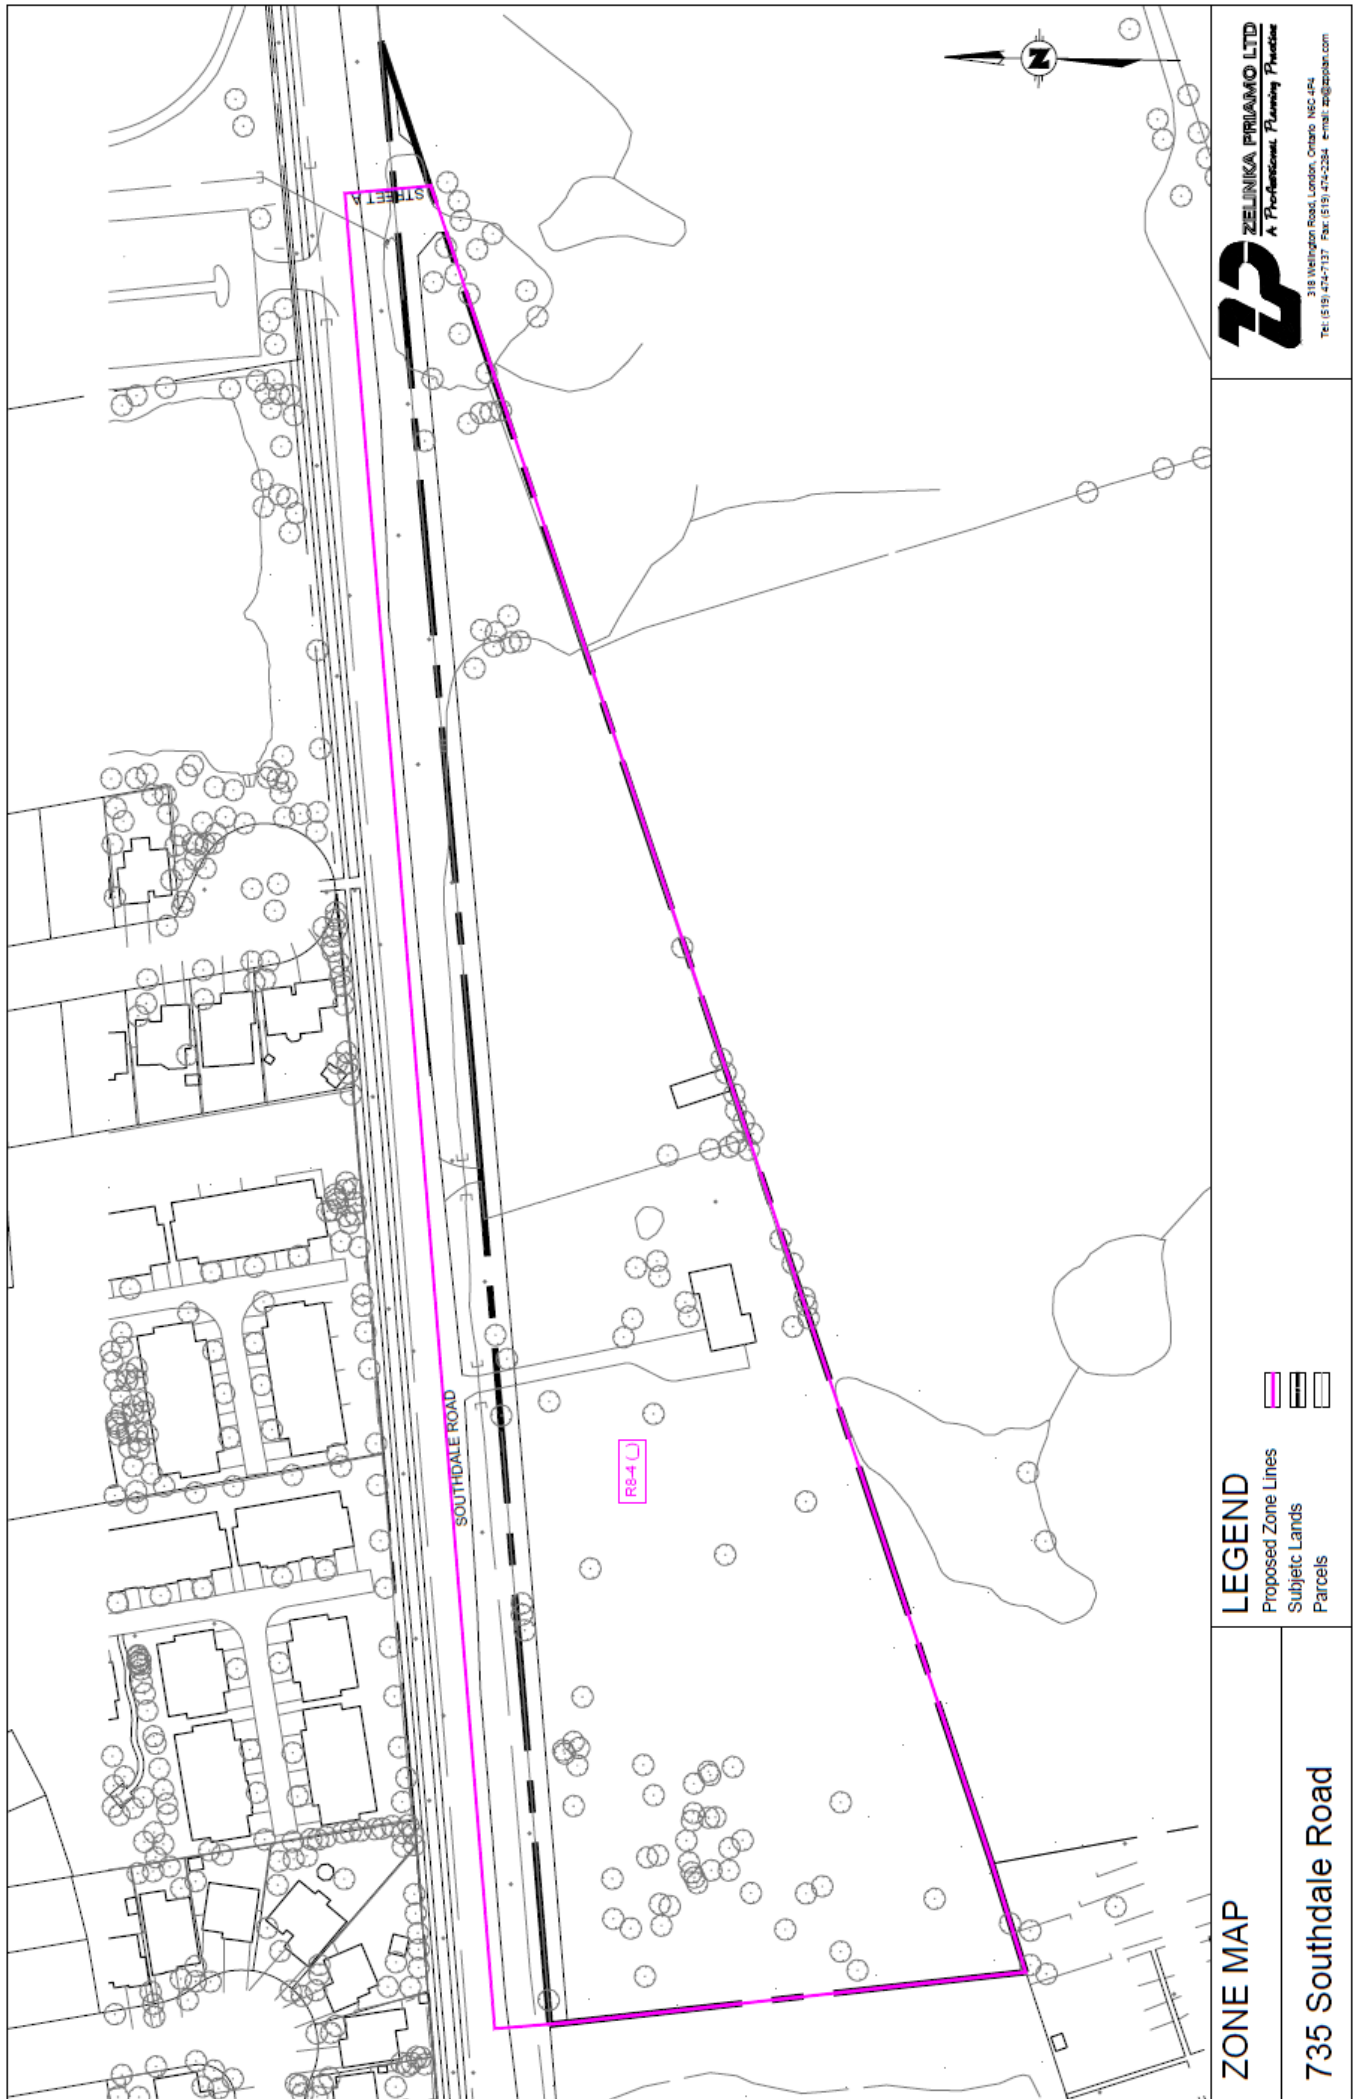 STREET A
SOUTHDALE ROAD
R8-4 (_)
N
ZONE MAP
735 Southdale Road
LEGEND
Proposed Zone Lines
Subjetc Lands
Parcels
ZP
ZELINKA PRIAMO LTD
A Professional Planning Practice
318 Wellington Road, London, Ontario N6C 4P4
Tel: (519) 474-7137 Fax: (519) 474-2284 e-mail: zp@zpplan.com